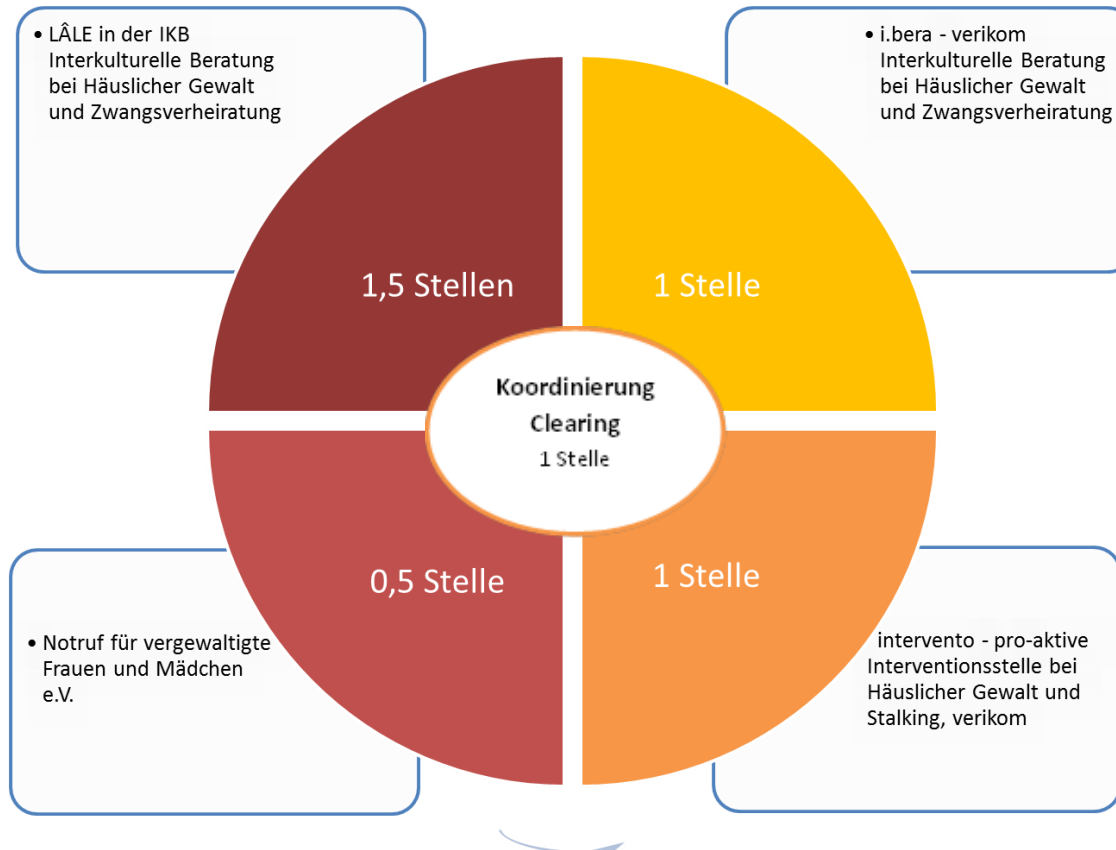 • LÂLE in der IKB
Interkulturelle Beratung
bei Häuslicher Gewalt
und Zwangsverheiratung
• i.bera - verikom
Interkulturelle Beratung
bei Häuslicher Gewalt
und Zwangsverheiratung
1,5 Stellen
1 Stelle
Koordinierung
Clearing
1 Stelle
0,5 Stelle
1 Stelle
• Notruf für vergewaltigte
Frauen und Mädchen
e.V.
intervento - pro-aktive
Interventionsstelle bei
Häuslicher Gewalt und
Stalking, verikom